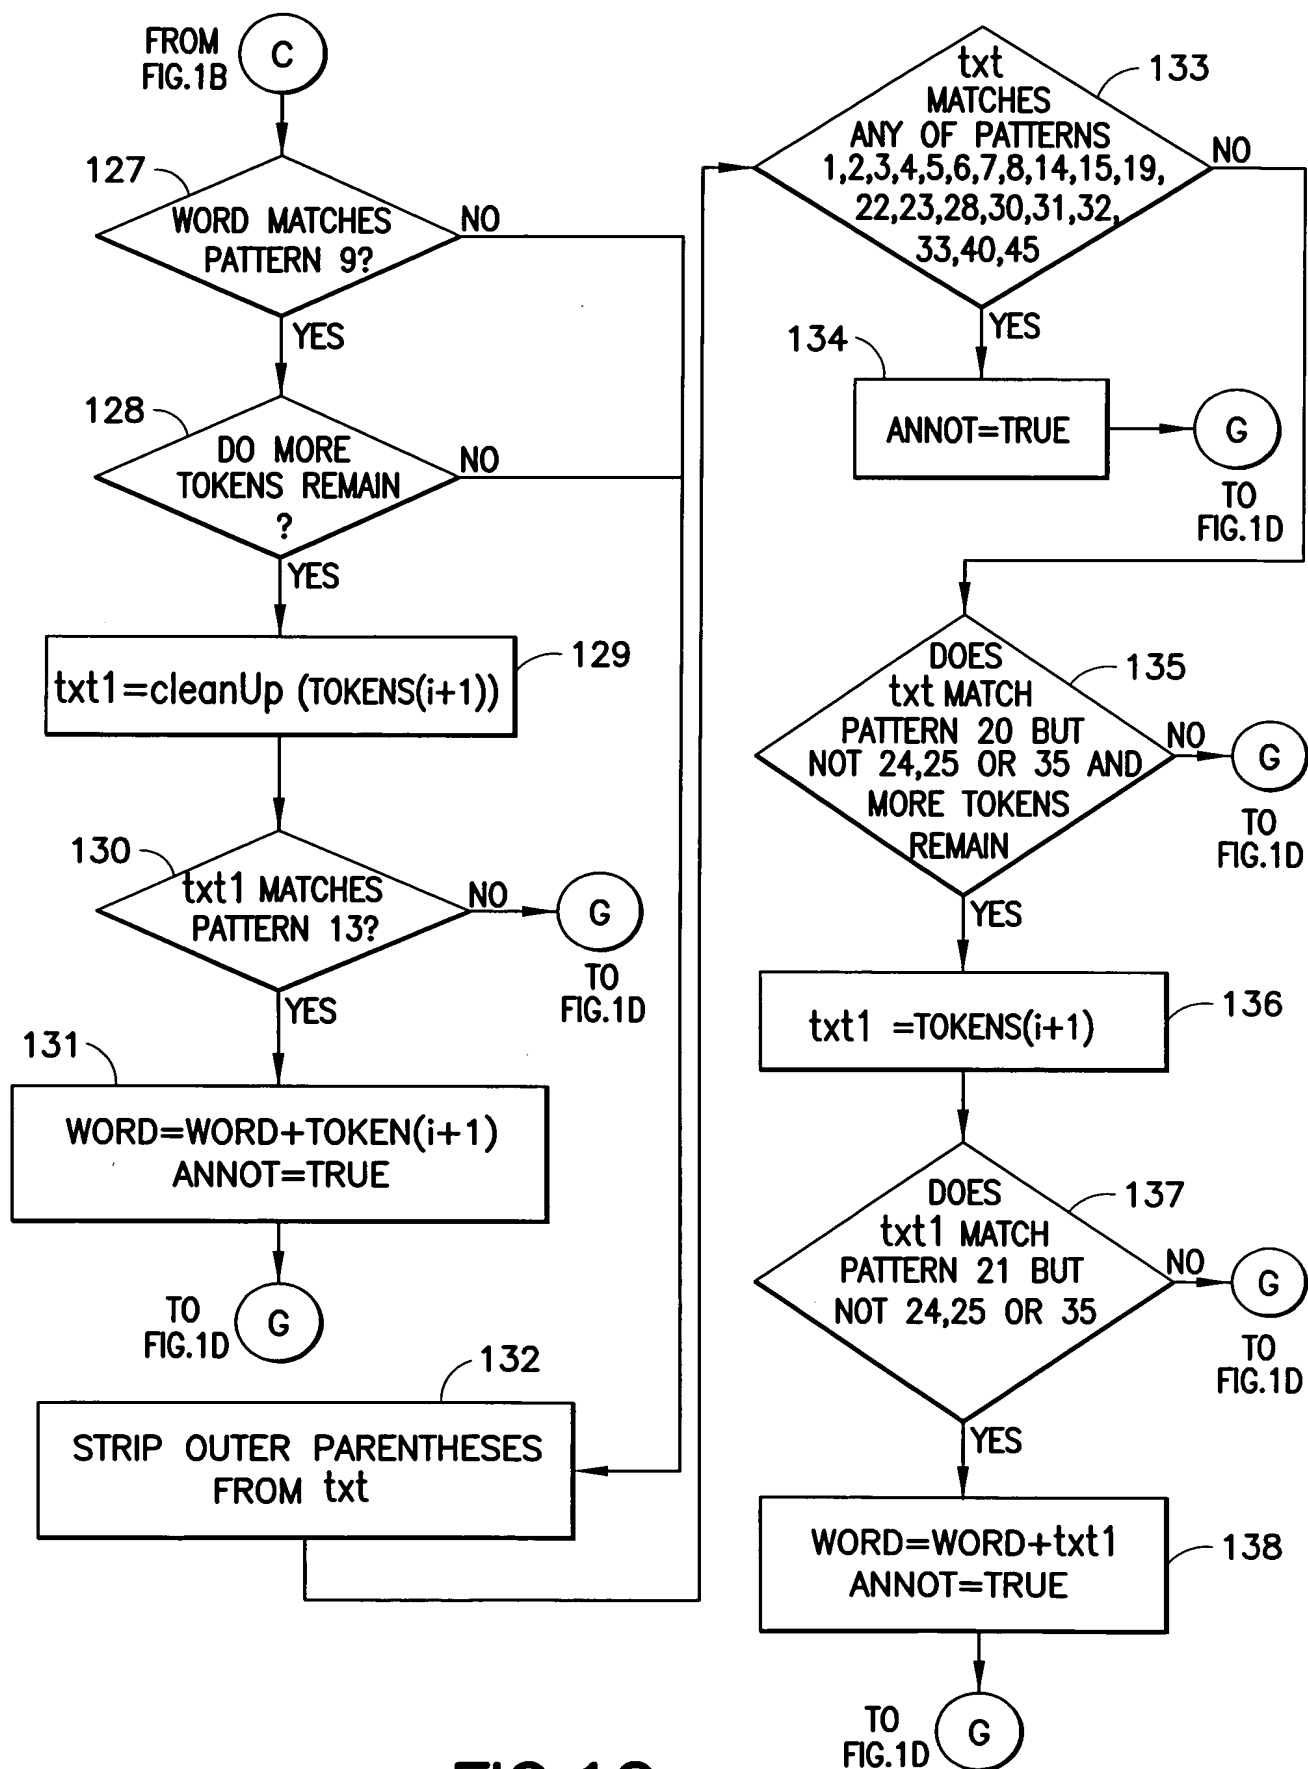 FROM
FIG.1B
C
127
WORD MATCHES
PATTERN 9?
NO
YES
128
DO MORE
TOKENS REMAIN
?
NO
YES
129
txt1=cleanUp (TOKENS(i+1))
130
txt1 MATCHES
PATTERN 13?
NO
G
TO
FIG.1D
YES
131
WORD=WORD+TOKEN(i+1)
ANNOT=TRUE
TO
FIG.1D
G
132
STRIP OUTER PARENTHESES
FROM txt
133
txt
MATCHES
ANY OF PATTERNS
1,2,3,4,5,6,7,8,14,15,19,
22,23,28,30,31,32,
33,40,45
NO
YES
134
ANNOT=TRUE
G
TO
FIG.1D
135
DOES
txt MATCH
PATTERN 20 BUT
NOT 24,25 OR 35 AND
MORE TOKENS
REMAIN
NO
G
TO
FIG.1D
YES
136
txt1 =TOKENS(i+1)
137
DOES
txt1 MATCH
PATTERN 21 BUT
NOT 24,25 OR 35
NO
G
TO
FIG.1D
YES
138
WORD=WORD+txt1
ANNOT=TRUE
TO
FIG.1D
G